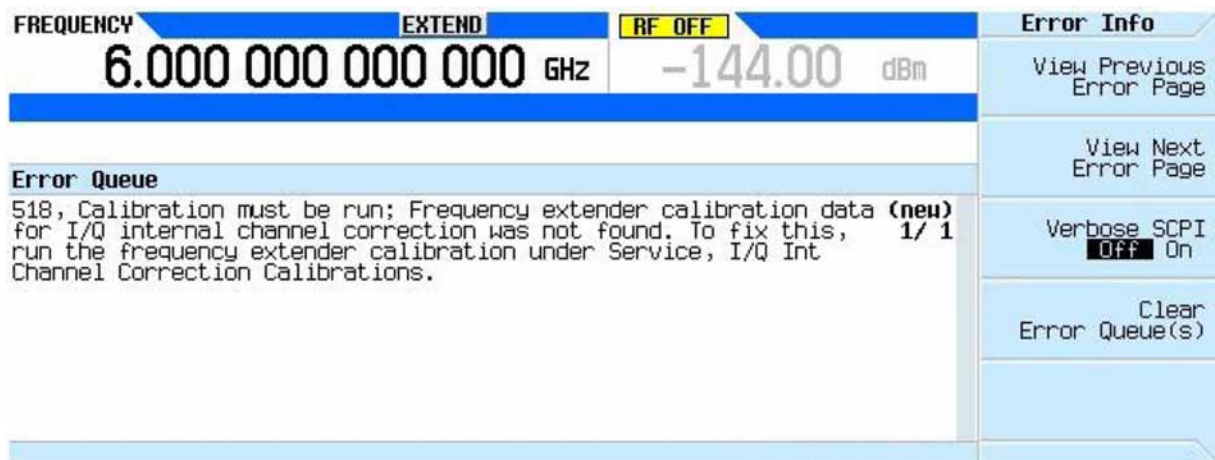 FREQUENCY EXTEND RF OFF
6.000 000 000 000 GHz -144.00 dBm
Error Queue
518, Calibration must be run; Frequency extender calibration data (new)
for I/Q internal channel correction was not found. To fix this, 1/ 1
run the frequency extender calibration under Service, I/Q Int
Channel Correction Calibrations.
Error Info
View Previous
Error Page
View Next
Error Page
Verbose SCPI
Off On
Clear
Error Queue(s)